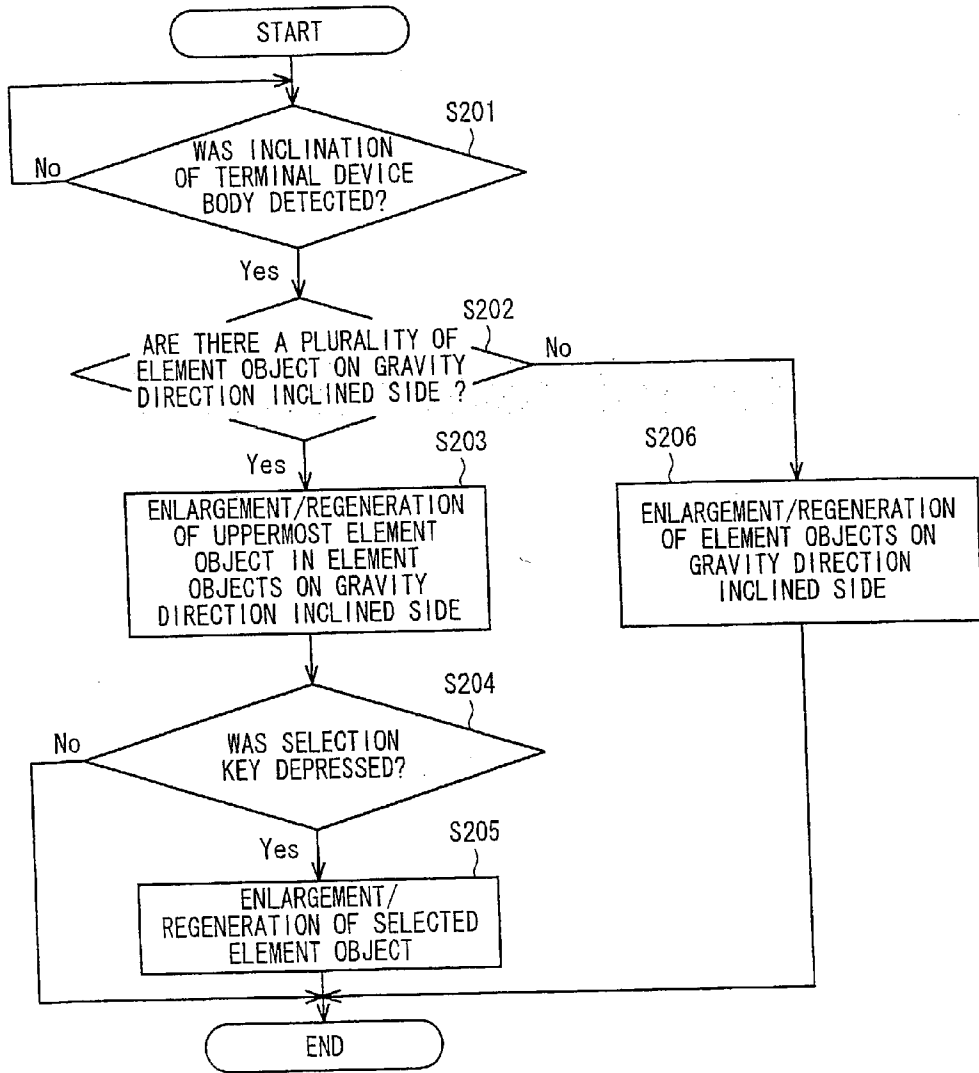 START
S201
WAS INCLINATION
OF TERMINAL DEVICE
BODY DETECTED?
No
Yes
S202
ARE THERE A PLURALITY OF
ELEMENT OBJECT ON GRAVITY
DIRECTION INCLINED SIDE ?
No
Yes
S203
ENLARGEMENT/REGENERATION
OF UPPERMOST ELEMENT
OBJECT IN ELEMENT
OBJECTS ON GRAVITY
DIRECTION INCLINED SIDE
S206
ENLARGEMENT/REGENERATION
OF ELEMENT OBJECTS ON
GRAVITY DIRECTION
INCLINED SIDE
S204
WAS SELECTION
KEY DEPRESSED?
No
Yes
S205
ENLARGEMENT/
REGENERATION OF SELECTED
ELEMENT OBJECT
END